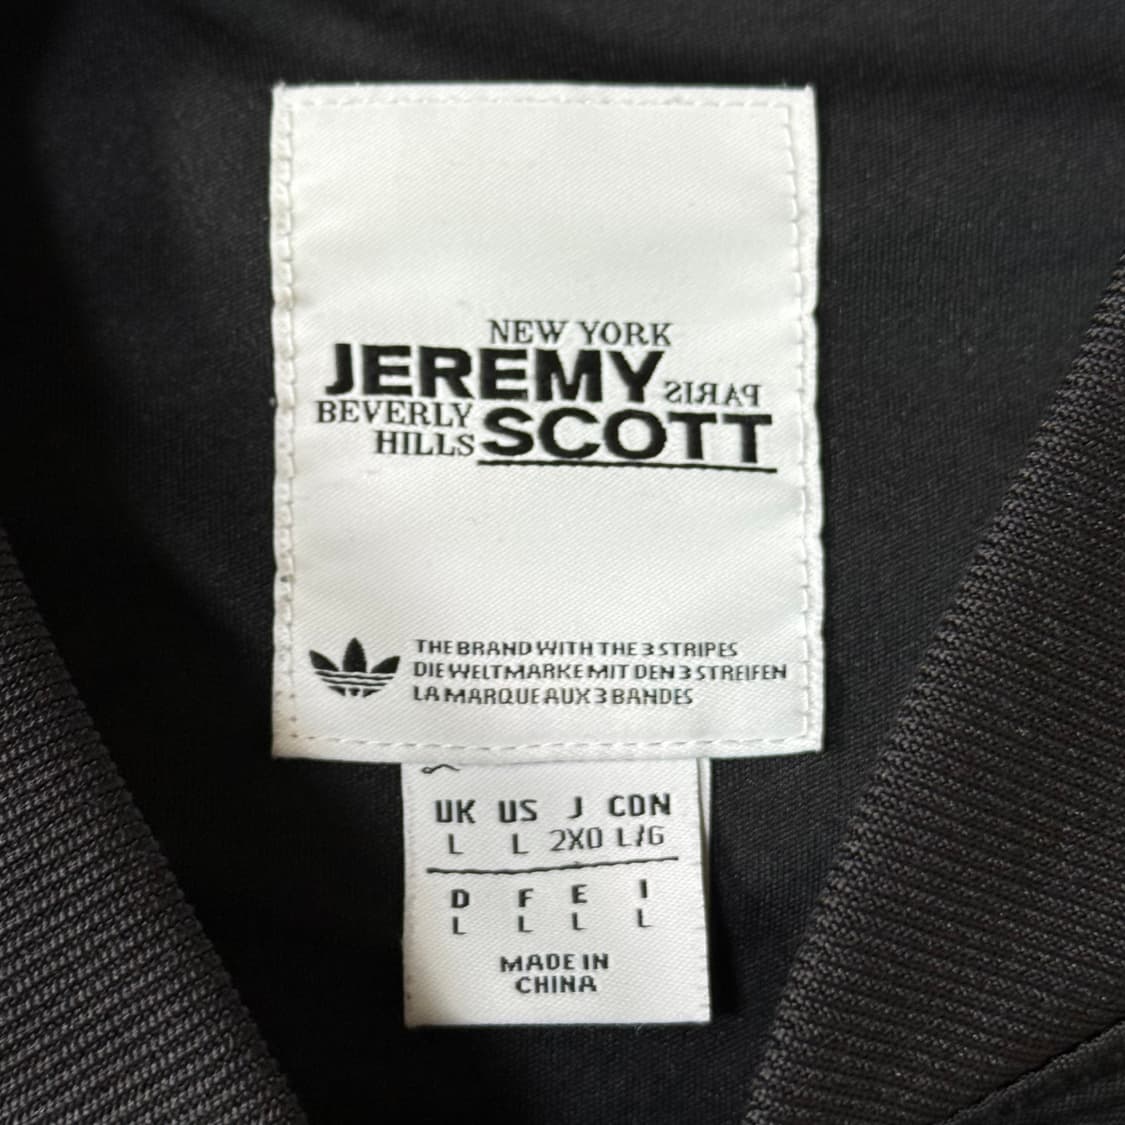 NEW YORK
JEREMY PARIS
BEVERLY
HILLS SCOTT
THE BRAND WITH THE 3 STRIPES
DIE WELTMARKE MIT DEN 3 STREIFEN
LA MARQUE AUX 3 BANDES
UK US J CDN
L L 2XO L/G
D F E I
L L L L
MADE IN
CHINA